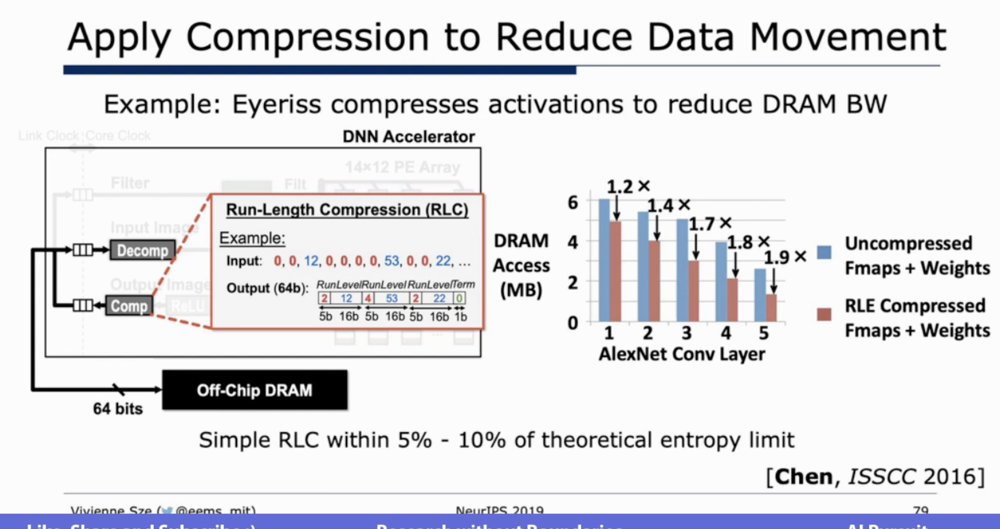 Apply Compression to Reduce Data Movement
Example: Eyeriss compresses activations to reduce DRAM BW
Link Clock Core Clock
DNN Accelerator
14×12 PE Array
Filter
Filt
Input Image
Decomp
Output Image
Comp
ReLU
Run-Length Compression (RLC)
Example:
Input: 0, 0, 12, 0, 0, 0, 0, 53, 0, 0, 22, ...
Output (64b):
Run Level Run Level Run Level Term
2 12 4 53 2 22 0
5b 16b 5b 16b 5b 16b 1b
...
Off-Chip DRAM
64 bits
DRAM
Access
(MB)
6
4
2
0
1.2 ×
1.4 ×
1.7 ×
1.8 ×
1.9 ×
1 2 3 4 5
AlexNet Conv Layer
Uncompressed
Fmaps + Weights
RLE Compressed
Fmaps + Weights
Simple RLC within 5% - 10% of theoretical entropy limit
[Chen, ISSCC 2016]
Vivienne Sze (@eems_mit)
NeurIPS 2019
79
Like, Share and Subscribe :)
Research without Boundaries
AI Pursuit